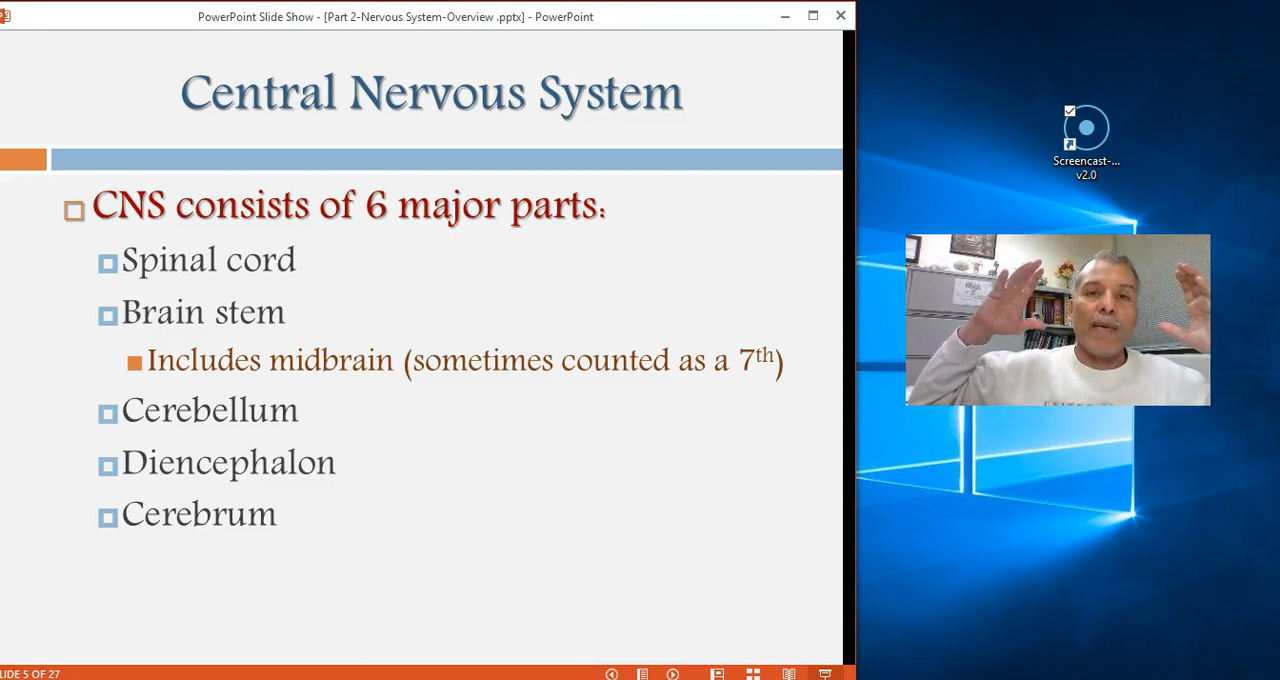 PowerPoint Slide Show - [Part 2-Nervous System-Overview .pptx] - PowerPoint
Central Nervous System
CNS consists of 6 major parts:
Spinal cord
Brain stem
Includes midbrain (sometimes counted as a 7th)
Cerebellum
Diencephalon
Cerebrum
LIDE 5 OF 27
Screencast-...
v2.0